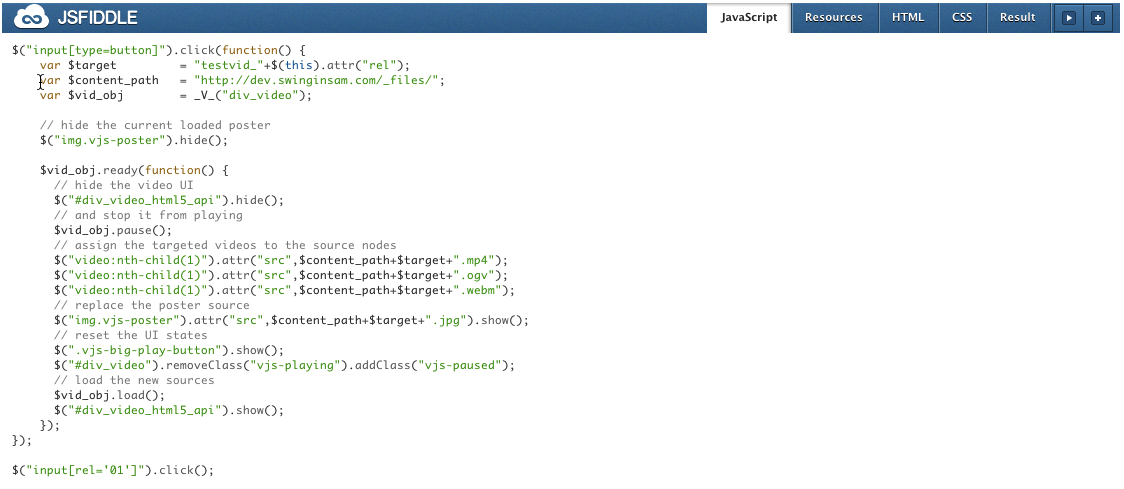 JSFIDDLE
JavaScript Resources HTML CSS Result
$("input[type=button]").click(function() {
    var $target         = "testvid_"+$(this).attr("rel");
    var $content_path   = "http://dev.swinginsam.com/_files/";
    var $vid_obj        = _V_("div_video");

    // hide the current loaded poster
    $("img.vjs-poster").hide();

    $vid_obj.ready(function() {
      // hide the video UI
      $("#div_video_html5_api").hide();
      // and stop it from playing
      $vid_obj.pause();
      // assign the targeted videos to the source nodes
      $("video:nth-child(1)").attr("src",$content_path+$target+".mp4");
      $("video:nth-child(1)").attr("src",$content_path+$target+".ogv");
      $("video:nth-child(1)").attr("src",$content_path+$target+".webm");
      // replace the poster source
      $("img.vjs-poster").attr("src",$content_path+$target+".jpg").show();
      // reset the UI states
      $(".vjs-big-play-button").show();
      $("#div_video").removeClass("vjs-playing").addClass("vjs-paused");
      // load the new sources
      $vid_obj.load();
      $("#div_video_html5_api").show();
    });
});

$("input[rel='01']").click();